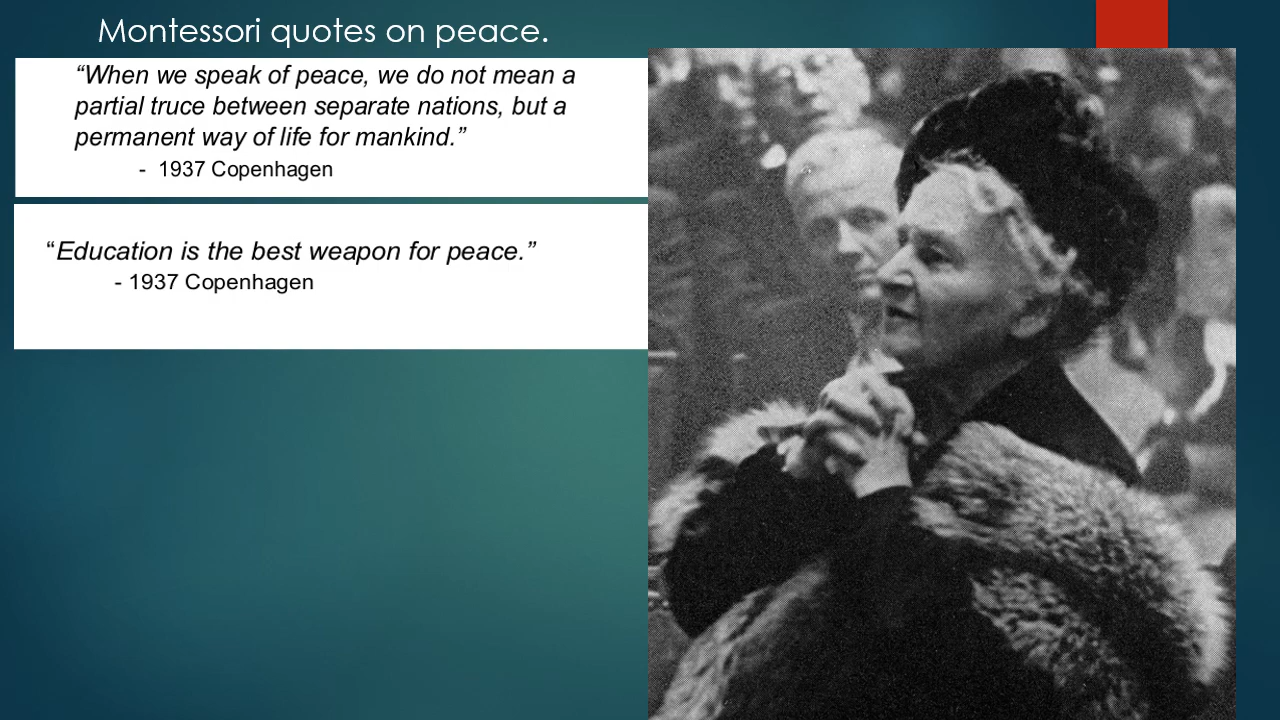 Montessori quotes on peace.
“When we speak of peace, we do not mean a
partial truce between separate nations, but a
permanent way of life for mankind.”
- 1937 Copenhagen
“Education is the best weapon for peace.”
- 1937 Copenhagen